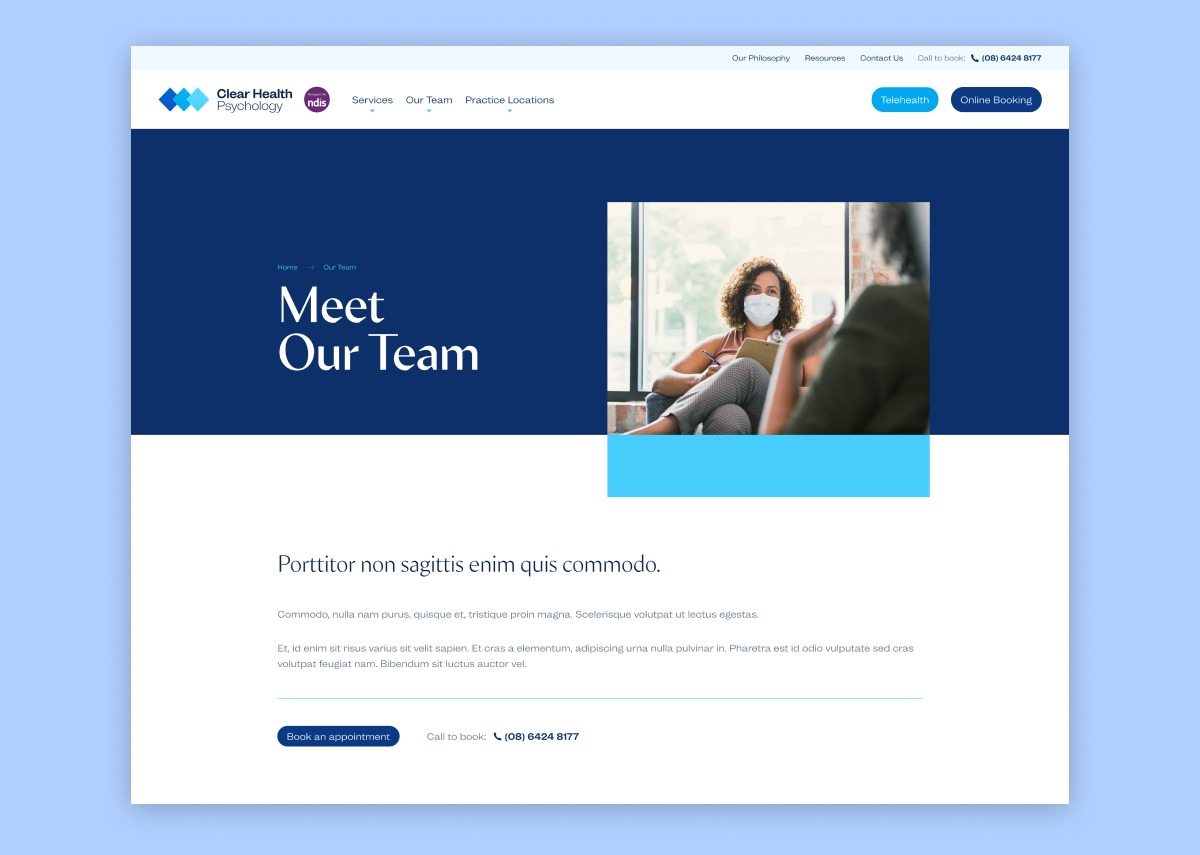 Our Philosophy Resources Contact Us Call to book: (08) 6424 8177
Clear Health
Psychology
ndis
Services Our Team Practice Locations
Telehealth Online Booking
Home → Our Team
Meet
Our Team
Porttitor non sagittis enim quis commodo.
Commodo, nulla nam purus, quisque et, tristique proin magna. Scelerisque volutpat ut lectus egestas.
Et, id enim sit risus varius sit velit sapien. Et cras a elementum, adipiscing urna nulla pulvinar in. Pharetra est id odio vulputate sed cras
volutpat feugiat nam. Bibendum sit luctus auctor vel.
Book an appointment Call to book: (08) 6424 8177